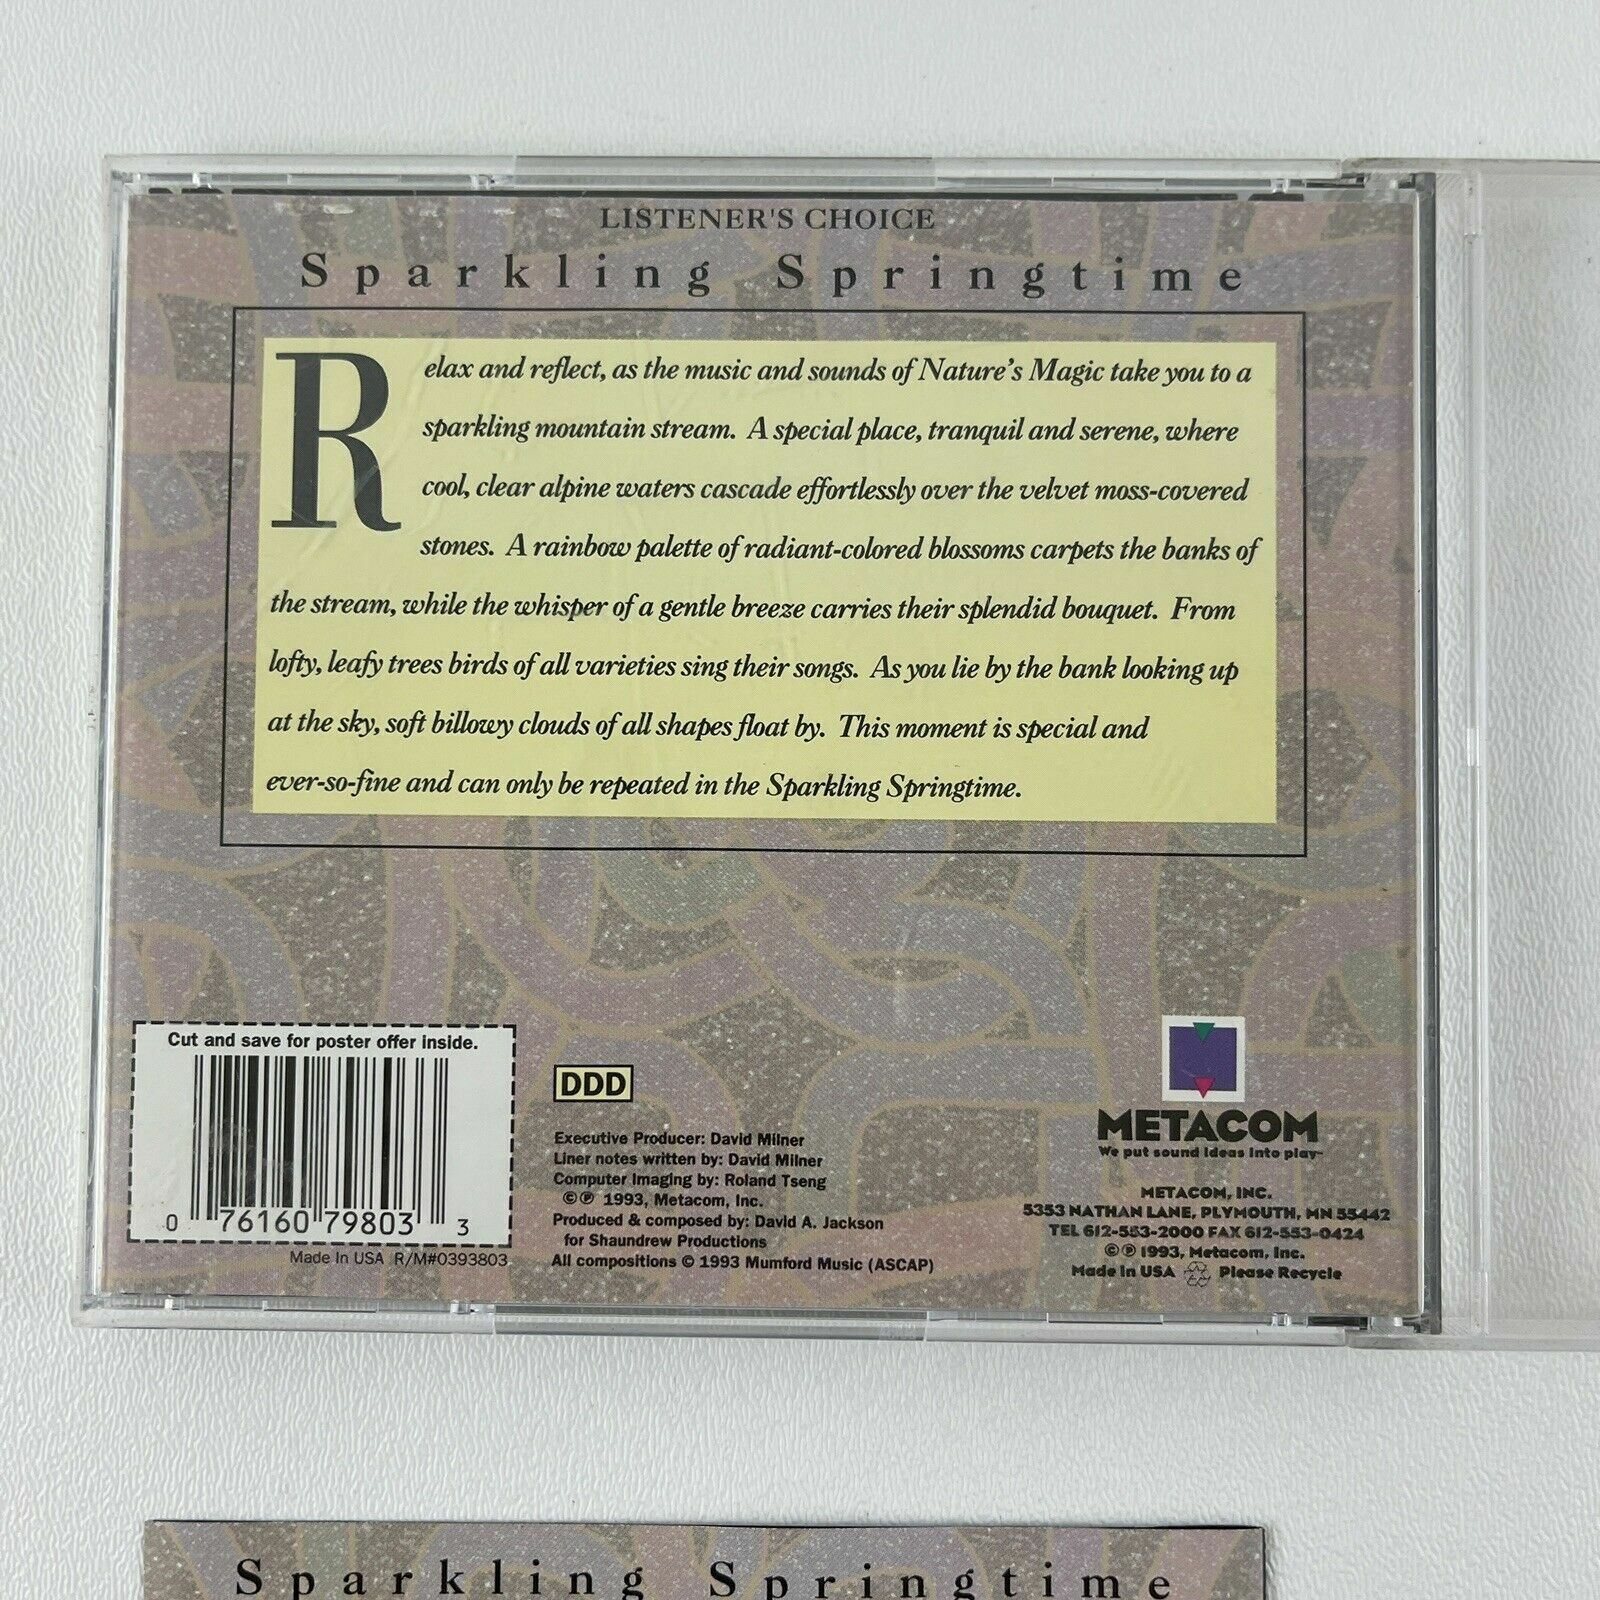 LISTENER'S CHOICE
Sparkling Springtime
Relax and reflect, as the music and sounds of Nature's Magic take you to a
sparkling mountain stream. A special place, tranquil and serene, where
cool, clear alpine waters cascade effortlessly over the velvet moss-covered
stones. A rainbow palette of radiant-colored blossoms carpets the banks of
the stream, while the whisper of a gentle breeze carries their splendid bouquet. From
lofty, leafy trees birds of all varieties sing their songs. As you lie by the bank looking up
at the sky, soft billowy clouds of all shapes float by. This moment is special and
ever-so-fine and can only be repeated in the Sparkling Springtime.
Cut and save for poster offer inside.
0 76160 79803 3
Made In USA R/M#0393803
DDD
Executive Producer: David Milner
Liner notes written by: David Milner
Computer Imaging by: Roland Tseng
©℗ 1993, Metacom, Inc.
Produced & composed by: David A. Jackson
for Shaundrew Productions
All compositions © 1993 Mumford Music (ASCAP)
METACOM
We put sound ideas into play™
METACOM, INC.
5353 NATHAN LANE, PLYMOUTH, MN 55442
TEL 612-553-2000 FAX 612-553-0424
©℗ 1993, Metacom, Inc.
Made In USA Please Recycle
Sparkling Springtime